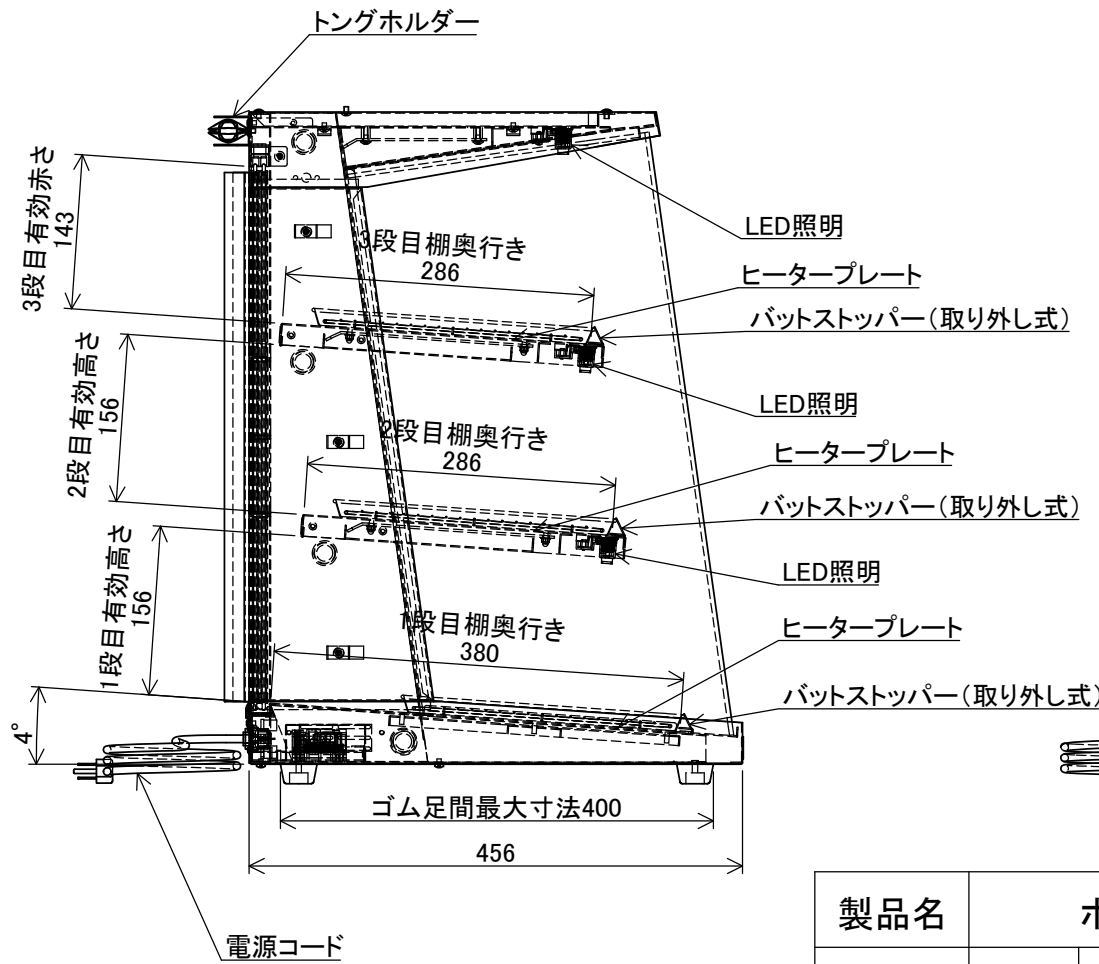 トングホルダー
3段目有効赤さ
143
LED照明
3段目棚奥行き
286
ヒータープレート
バットストッパー(取り外し式)
2段目有効高さ
156
LED照明
2段目棚奥行き
286
ヒータープレート
バットストッパー(取り外し式)
1段目有効高さ
156
LED照明
1段目棚奥行き
380
ヒータープレート
バットストッパー(取り外し式)
4°
ゴム足間最大寸法400
456
製品名
ホ
電源コード